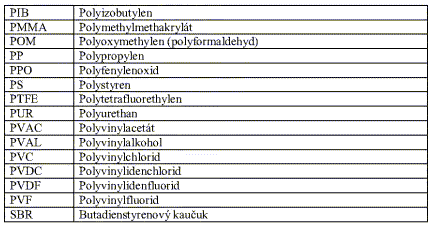 PIB Polyizobutylen
PMMA Polymethylmethakrylát
POM Polyoxymethylen (polyformaldehyd)
PP Polypropylen
PPO Polyfenylenoxid
PS Polystyren
PTFE Polytetrafluorethylen
PUR Polyurethan
PVAC Polyvinylacetát
PVAL Polyvinylalkohol
PVC Polyvinylchlorid
PVDC Polyvinylidenchlorid
PVDF Polyvinylidenfluorid
PVF Polyvinylfluorid
SBR Butadienstyrenový kaučuk